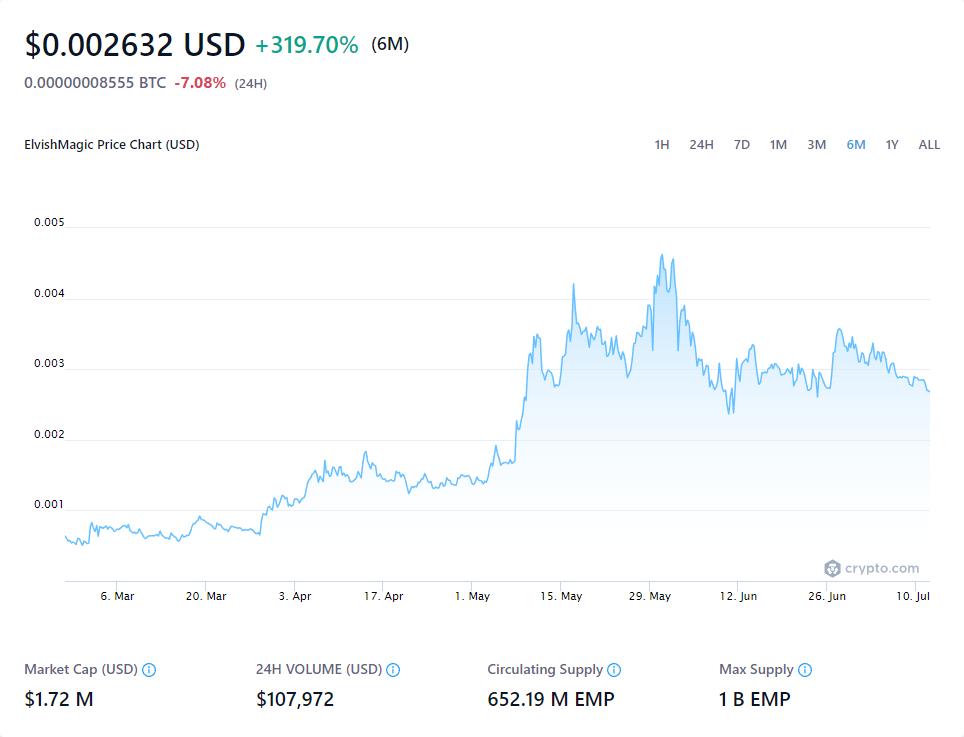 $0.002632 USD +319.70% (6M)
0.00000008555 BTC -7.08% (24H)
ElvishMagic Price Chart (USD) 1H 24H 7D 1M 3M 6M 1Y ALL
0.005
0.004
0.003
0.002
0.001
crypto.com
6. Mar 20. Mar 3. Apr 17. Apr 1. May 15. May 29. May 12. Jun 26. Jun 10. Jul
Market Cap (USD) 24H VOLUME (USD) Circulating Supply Max Supply
$1.72 M $107,972 652.19 M EMP 1 B EMP